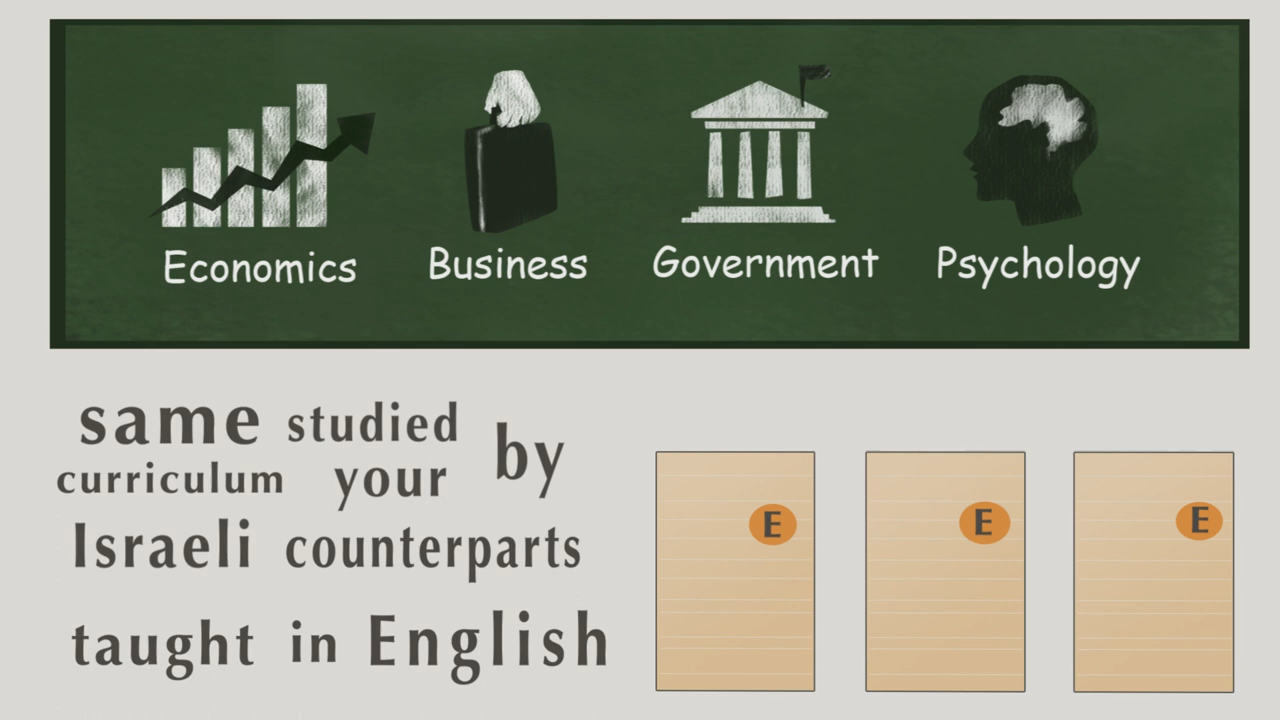 Economics Business Government Psychology
same studied by
curriculum your
Israeli counterparts
taught in English
E E E